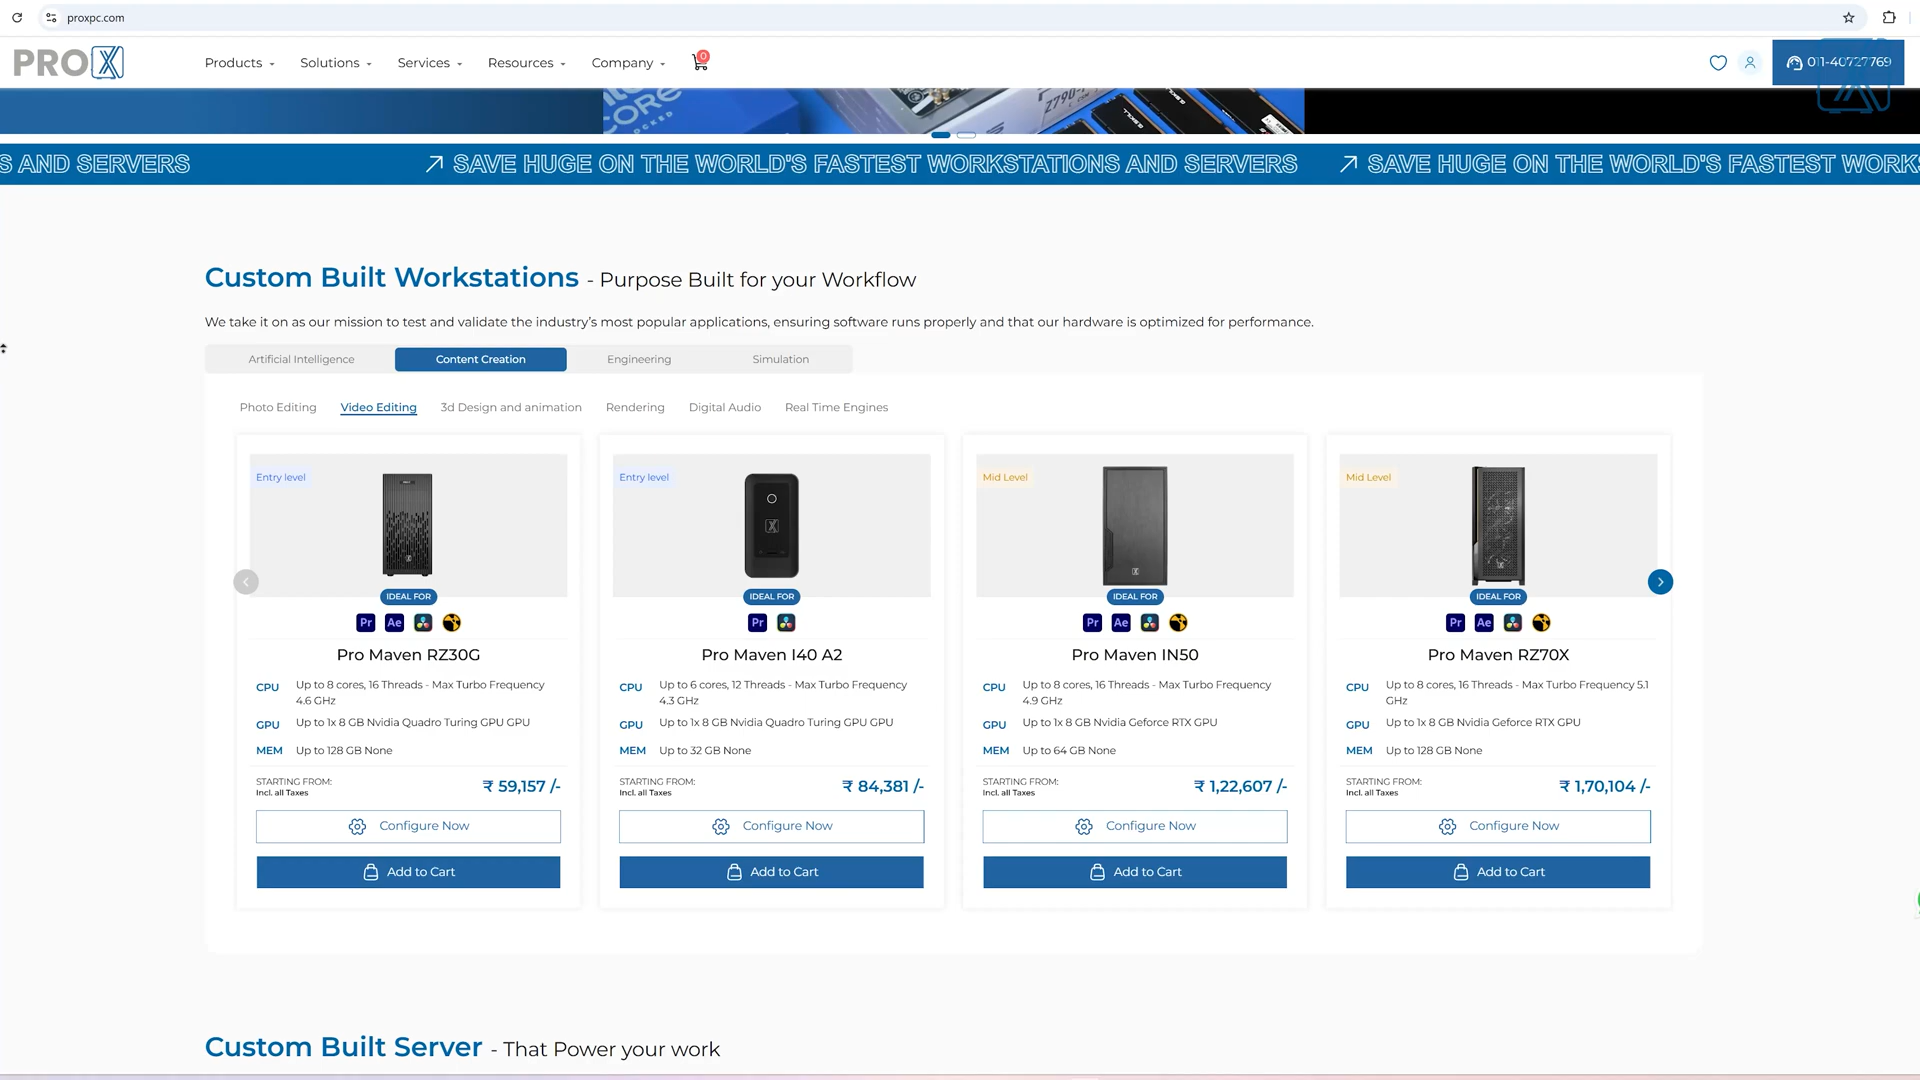 proxpc.com
PROX
Products
Solutions
Services
Resources
Company
0
011-40727769
CORE
Z790-
S AND SERVERS
SAVE HUGE ON THE WORLD'S FASTEST WORKSTATIONS AND SERVERS
SAVE HUGE ON THE WORLD'S FASTEST WORKS
Custom Built Workstations - Purpose Built for your Workflow
We take it on as our mission to test and validate the industry's most popular applications, ensuring software runs properly and that our hardware is optimized for performance.
Artificial Intelligence
Content Creation
Engineering
Simulation
Photo Editing
Video Editing
3d Design and animation
Rendering
Digital Audio
Real Time Engines
Entry level
IDEAL FOR
Pr Ae
Pro Maven RZ30G
CPU Up to 8 cores, 16 Threads - Max Turbo Frequency
4.6 GHz
GPU Up to 1x 8 GB Nvidia Quadro Turing GPU GPU
MEM Up to 128 GB None
STARTING FROM:
Incl. all Taxes
₹ 59,157 /-
Configure Now
Add to Cart
Entry level
IDEAL FOR
Pr
Pro Maven I40 A2
CPU Up to 6 cores, 12 Threads - Max Turbo Frequency
4.3 GHz
GPU Up to 1x 8 GB Nvidia Quadro Turing GPU GPU
MEM Up to 32 GB None
STARTING FROM:
Incl. all Taxes
₹ 84,381 /-
Configure Now
Add to Cart
Mid Level
IDEAL FOR
Pr Ae
Pro Maven IN50
CPU Up to 8 cores, 16 Threads - Max Turbo Frequency
4.9 GHz
GPU Up to 1x 8 GB Nvidia Geforce RTX GPU
MEM Up to 64 GB None
STARTING FROM:
Incl. all Taxes
₹ 1,22,607 /-
Configure Now
Add to Cart
Mid Level
IDEAL FOR
Pr Ae
Pro Maven RZ70X
CPU Up to 8 cores, 16 Threads - Max Turbo Frequency 5.1
GHz
GPU Up to 1x 8 GB Nvidia Geforce RTX GPU
MEM Up to 128 GB None
STARTING FROM:
Incl. all Taxes
₹ 1,70,104 /-
Configure Now
Add to Cart
Custom Built Server - That Power your work